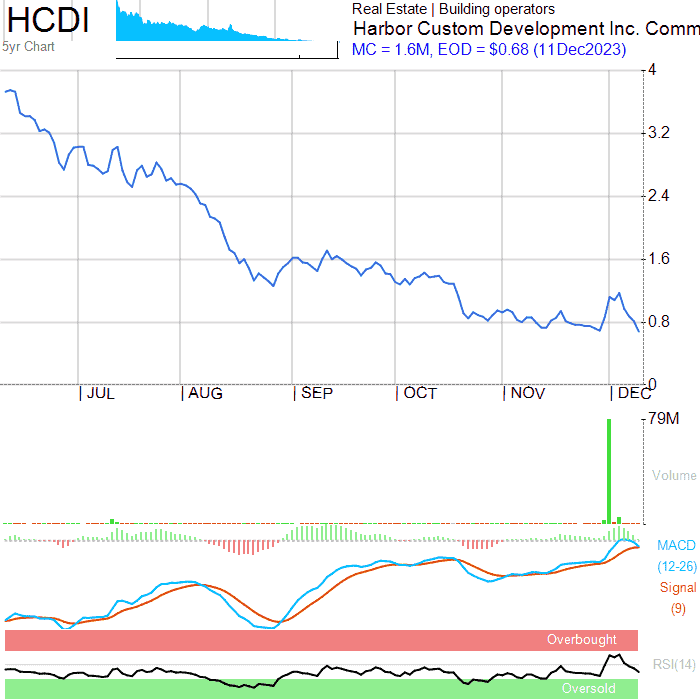 HCDI
5yr Chart
Real Estate | Building operators
Harbor Custom Development Inc. Comm
MC = 1.6M, EOD = $0.68 (11Dec2023)
4
3.2
2.4
1.6
0.8
0
| JUL | AUG | SEP | OCT | NOV | DEC
79M
Volume
MACD
(12-26)
Signal
(9)
Overbought
RSI(14)
Oversold